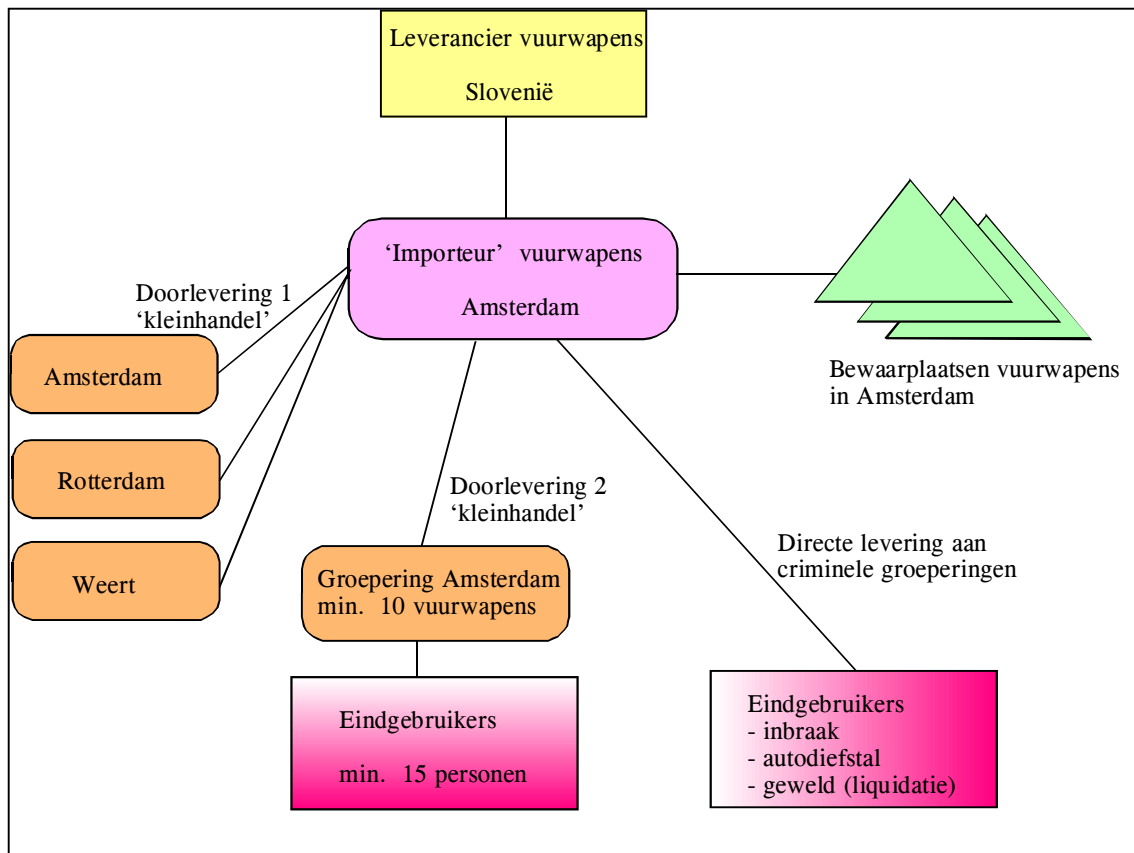 Leverancier vuurwapens
Slovenië
‘Importeur’ vuurwapens
Amsterdam
Doorlevering 1
‘kleinhandel’
Amsterdam
Rotterdam
Weert
Bewaarplaatsen vuurwapens
in Amsterdam
Doorlevering 2
‘kleinhandel’
Groepering Amsterdam
min. 10 vuurwapens
Eindgebruikers
min. 15 personen
Directe levering aan
criminele groeperingen
Eindgebruikers
- inbraak
- autodiefstal
- geweld (liquidatie)